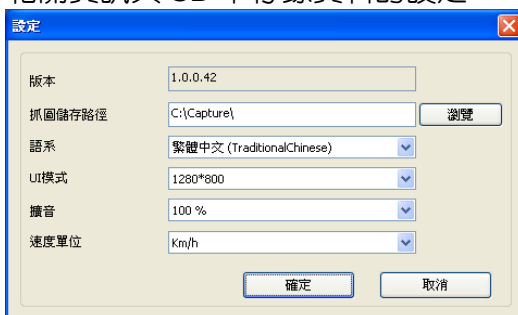 設定
版本 1.0.0.42
抓圖儲存路徑 C:\Capture\ 瀏覽
語系 繁體中文 (TraditionalChinese)
UI模式 1280*800
擴音 100 %
速度單位 Km/h
確定 取消